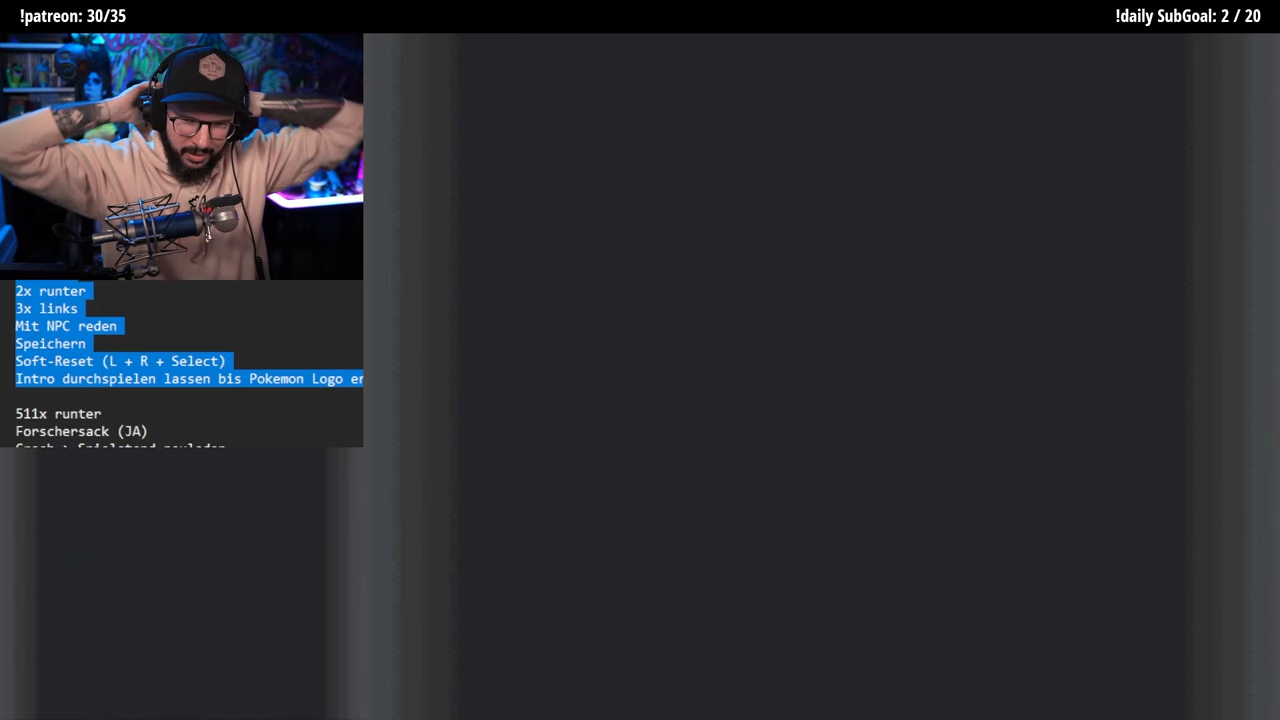 !patreon: 30/35
!daily SubGoal: 2 / 20
2x runter
3x links
Mit NPC reden
Speichern
Soft-Reset (L + R + Select)
Intro durchspielen lassen bis Pokemon Logo er
511x runter
Forschersack (JA)